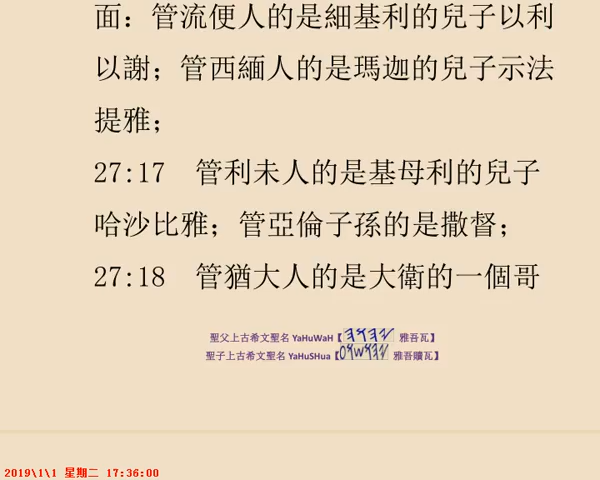 面：管流便人的是細基利的兒子以利
以謝；管西緬人的是瑪迦的兒子示法
提雅；
27:17 管利未人的是基母利的兒子
哈沙比雅；管亞倫子孫的是撒督；
27:18 管猶大人的是大衛的一個哥
聖父上古希文聖名 YaHuWaH【 雅吾瓦】
聖子上古希文聖名 YaHuSHua【 雅吾贖瓦】
2019\1\1 星期二 17:36:00